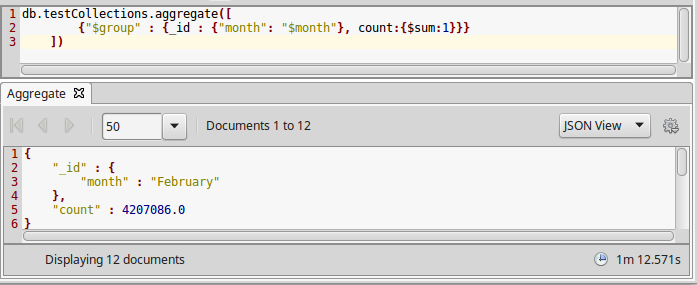 1 db.testCollections.aggregate([
2 {"$group" : {_id : {"month": "$month"}, count:{$sum:1}}}
3 ])
Aggregate
50 Documents 1 to 12 JSON View
1 {
2 "_id" : {
3 "month" : "February"
4 },
5 "count" : 4207086.0
6 }
Displaying 12 documents 1m 12.571s